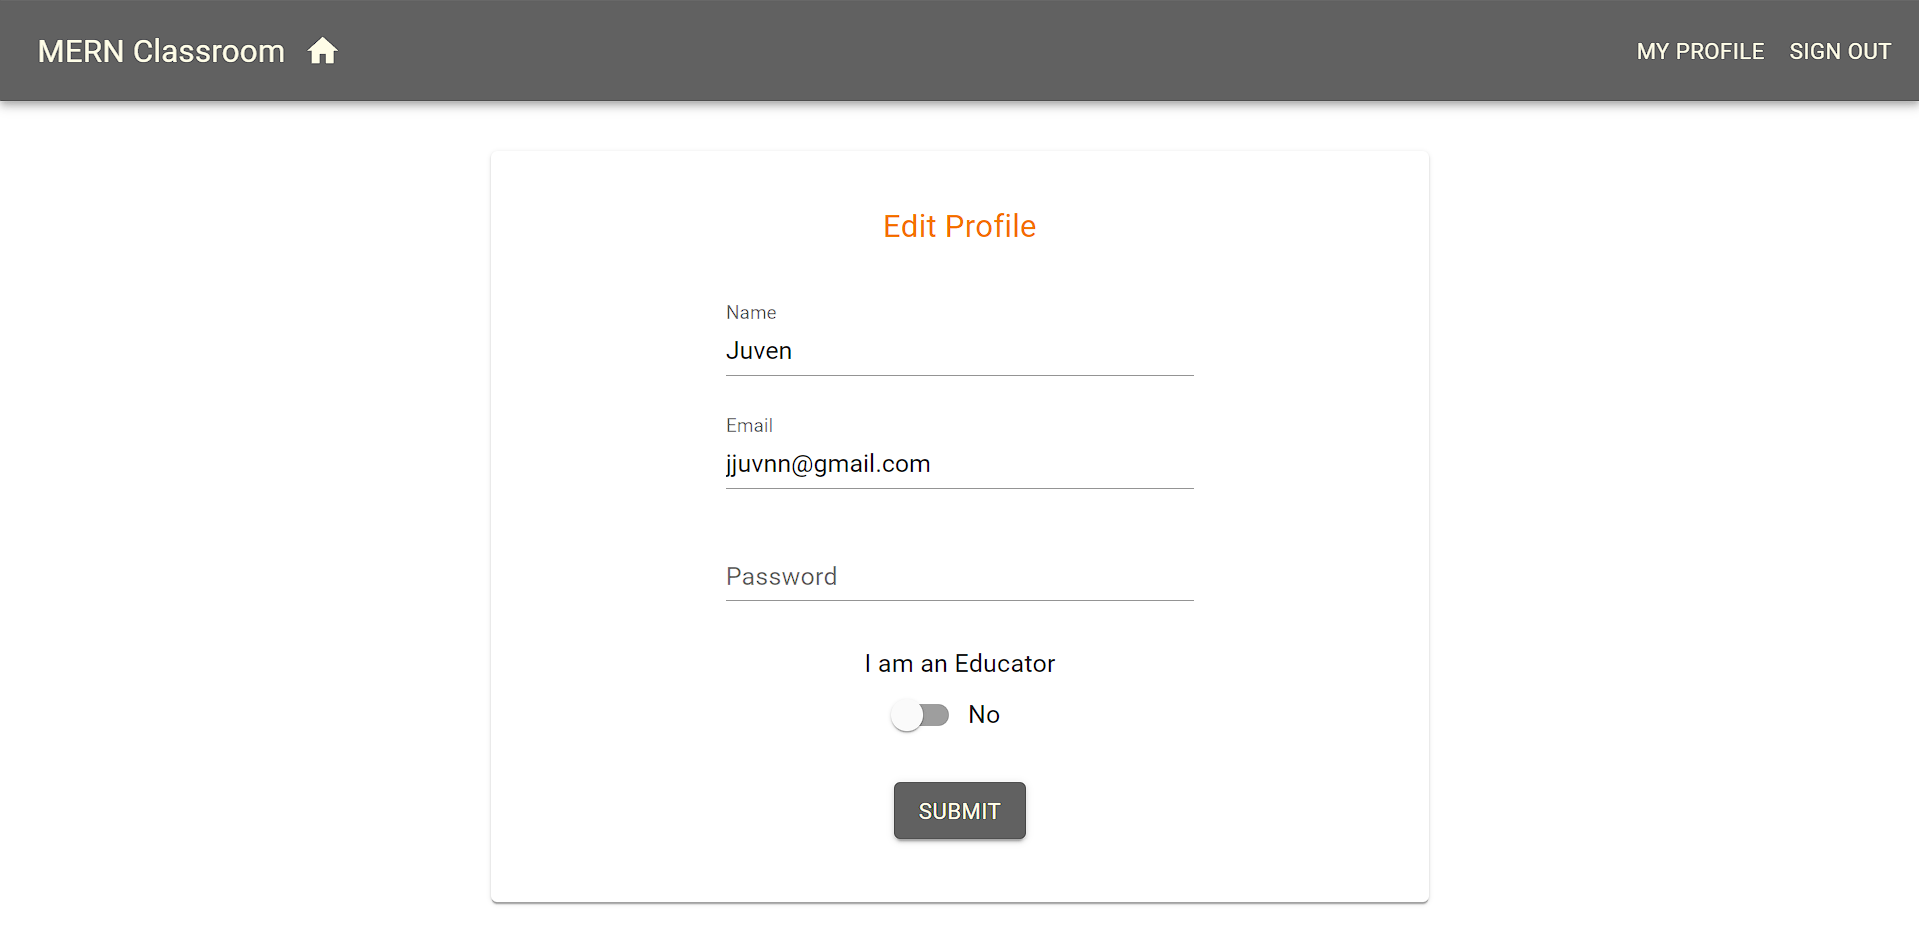 MERN Classroom MY PROFILE SIGN OUT
Edit Profile
Name
Juven
Email
jjuvnn@gmail.com
Password
I am an Educator
No
SUBMIT